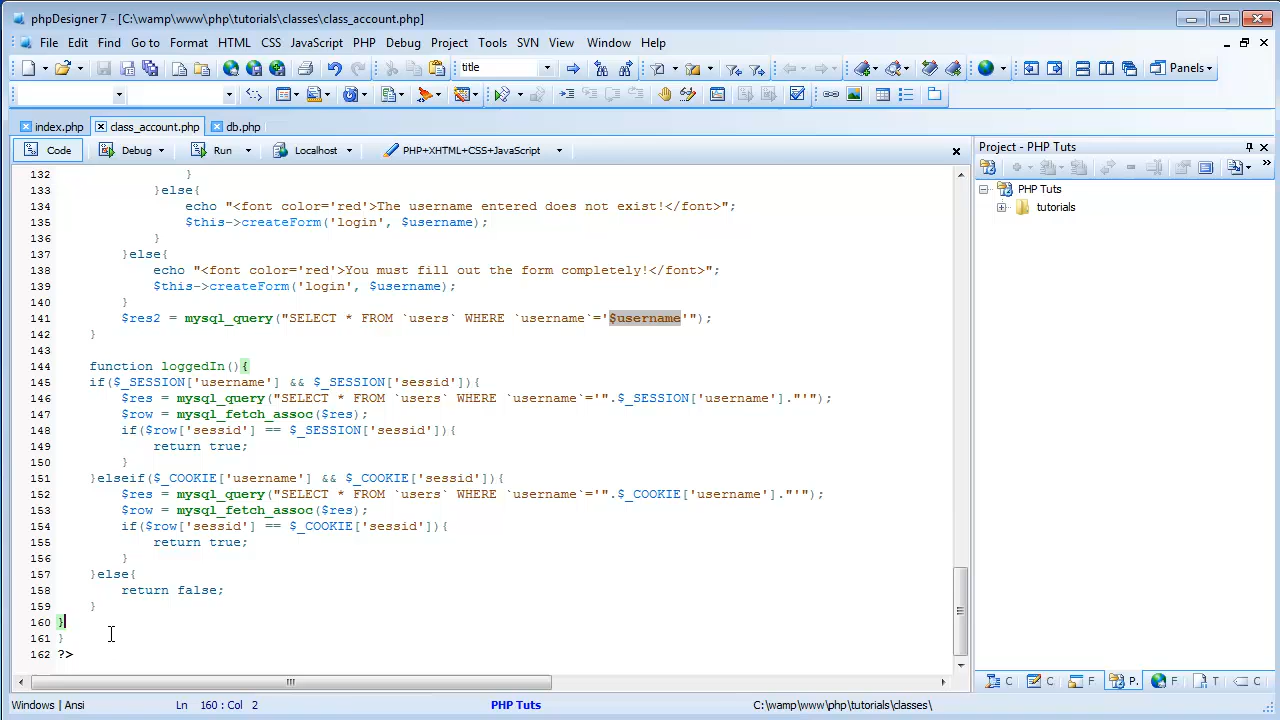 phpDesigner 7 - [C:\wamp\www\php\tutorials\classes\class_account.php]
File Edit Find Go to Format HTML CSS JavaScript PHP Debug Project Tools SVN View Window Help
title Panels
index.php class_account.php db.php
Code Debug Run Localhost PHP+XHTML+CSS+JavaScript
Project - PHP Tuts
PHP Tuts
tutorials
132 }
133 }else{
134 echo "<font color='red'>The username entered does not exist!</font>";
135 $this->createForm('login', $username);
136 }
137 }else{
138 echo "<font color='red'>You must fill out the form completely!</font>";
139 $this->createForm('login', $username);
140 }
141 $res2 = mysql_query("SELECT * FROM `users` WHERE `username`='$username'");
142 }
143
144 function loggedIn(){
145 if($_SESSION['username'] && $_SESSION['sessid']){
146 $res = mysql_query("SELECT * FROM `users` WHERE `username`='".$_SESSION['username']."'");
147 $row = mysql_fetch_assoc($res);
148 if($row['sessid'] == $_SESSION['sessid']){
149 return true;
150 }
151 }elseif($_COOKIE['username'] && $_COOKIE['sessid']){
152 $res = mysql_query("SELECT * FROM `users` WHERE `username`='".$_COOKIE['username']."'");
153 $row = mysql_fetch_assoc($res);
154 if($row['sessid'] == $_COOKIE['sessid']){
155 return true;
156 }
157 }else{
158 return false;
159 }
160 }
161 }
162 ?>
C C F P. F T C
Windows | Ansi Ln 160 : Col 2 PHP Tuts C:\wamp\www\php\tutorials\classes\